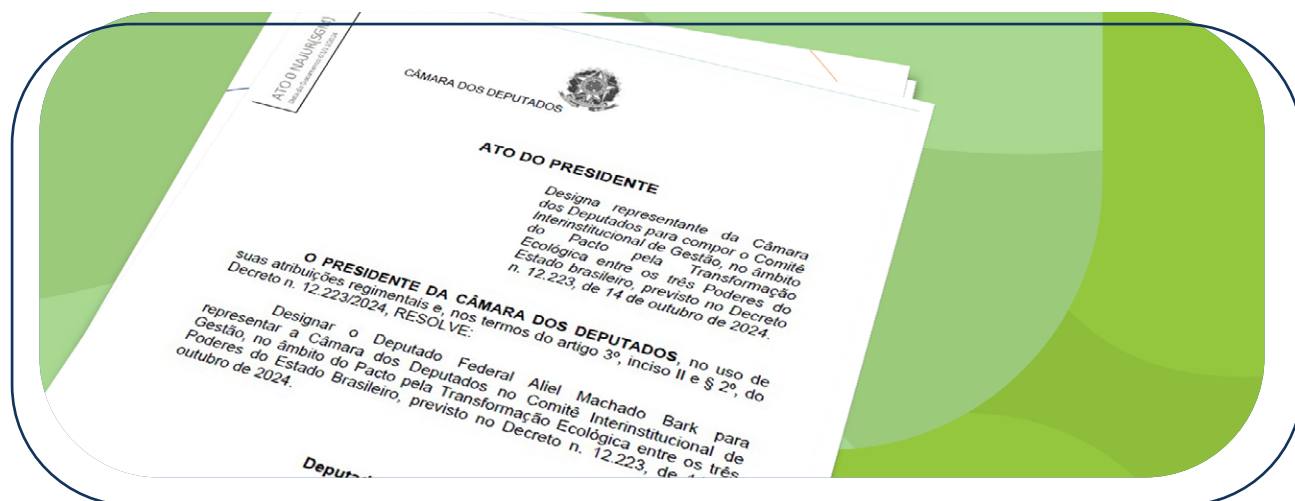 ATO 0 NAJUR(SGM)
CÂMARA DOS DEPUTADOS
ATO DO PRESIDENTE
Designa representante da Câmara
dos Deputados para compor o Comitê
Interinstitucional de Gestão, no âmbito
do Pacto pela Transformação
Ecológica entre os três Poderes do
Estado brasileiro, previsto no Decreto
n. 12.223, de 14 de outubro de 2024.
O PRESIDENTE DA CÂMARA DOS DEPUTADOS, no uso de
suas atribuições regimentais e, nos termos do artigo 3º, inciso II e § 2º, do
Decreto n. 12.223/2024, RESOLVE:
Designar o Deputado Federal Aliel Machado Bark para
representar a Câmara dos Deputados no Comitê Interinstitucional de
Gestão, no âmbito do Pacto pela Transformação Ecológica entre os três
Poderes do Estado Brasileiro, previsto no Decreto n. 12.223, de
outubro de 2024.